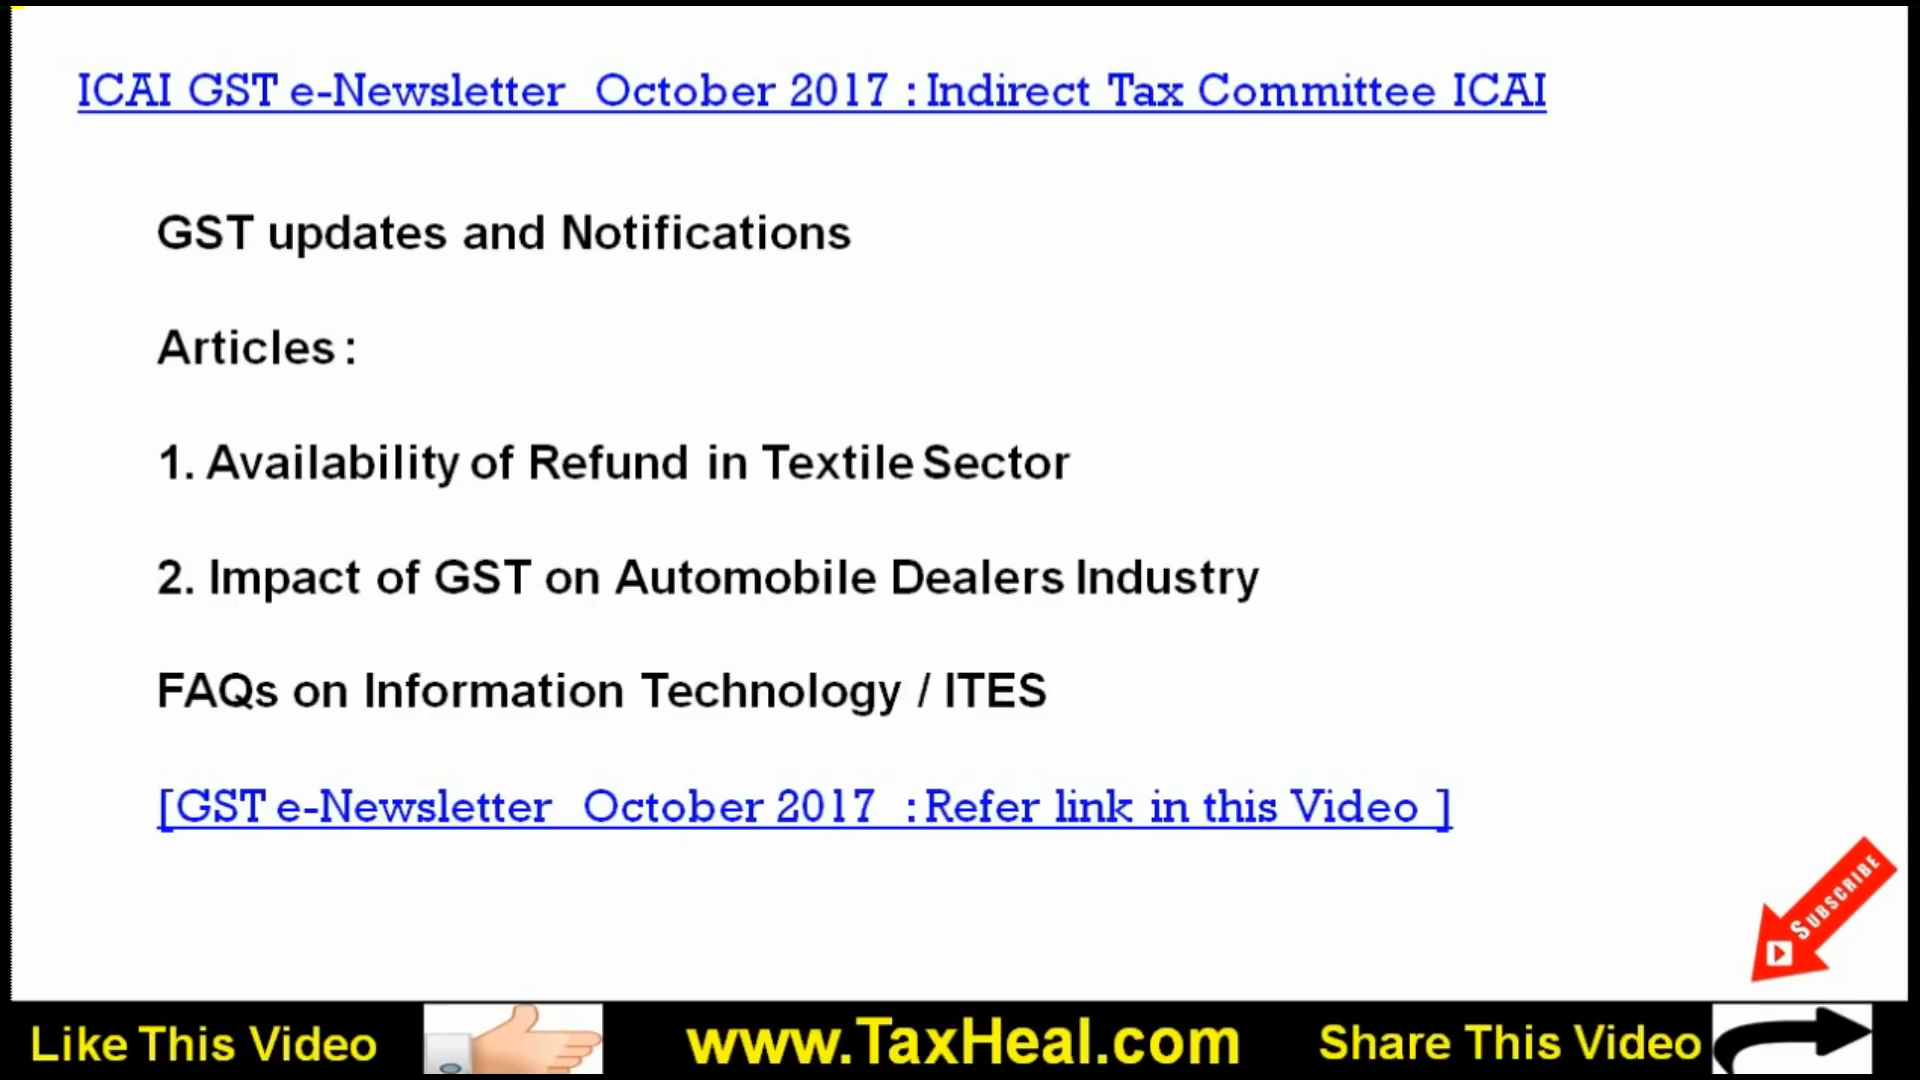 ICAI GST e-Newsletter October 2017 : Indirect Tax Committee ICAI
GST updates and Notifications
Articles :
1. Availability of Refund in Textile Sector
2. Impact of GST on Automobile Dealers Industry
FAQs on Information Technology / ITES
[GST e-Newsletter October 2017 : Refer link in this Video ]
SUBSCRIBE
Like This Video
www.TaxHeal.com
Share This Video